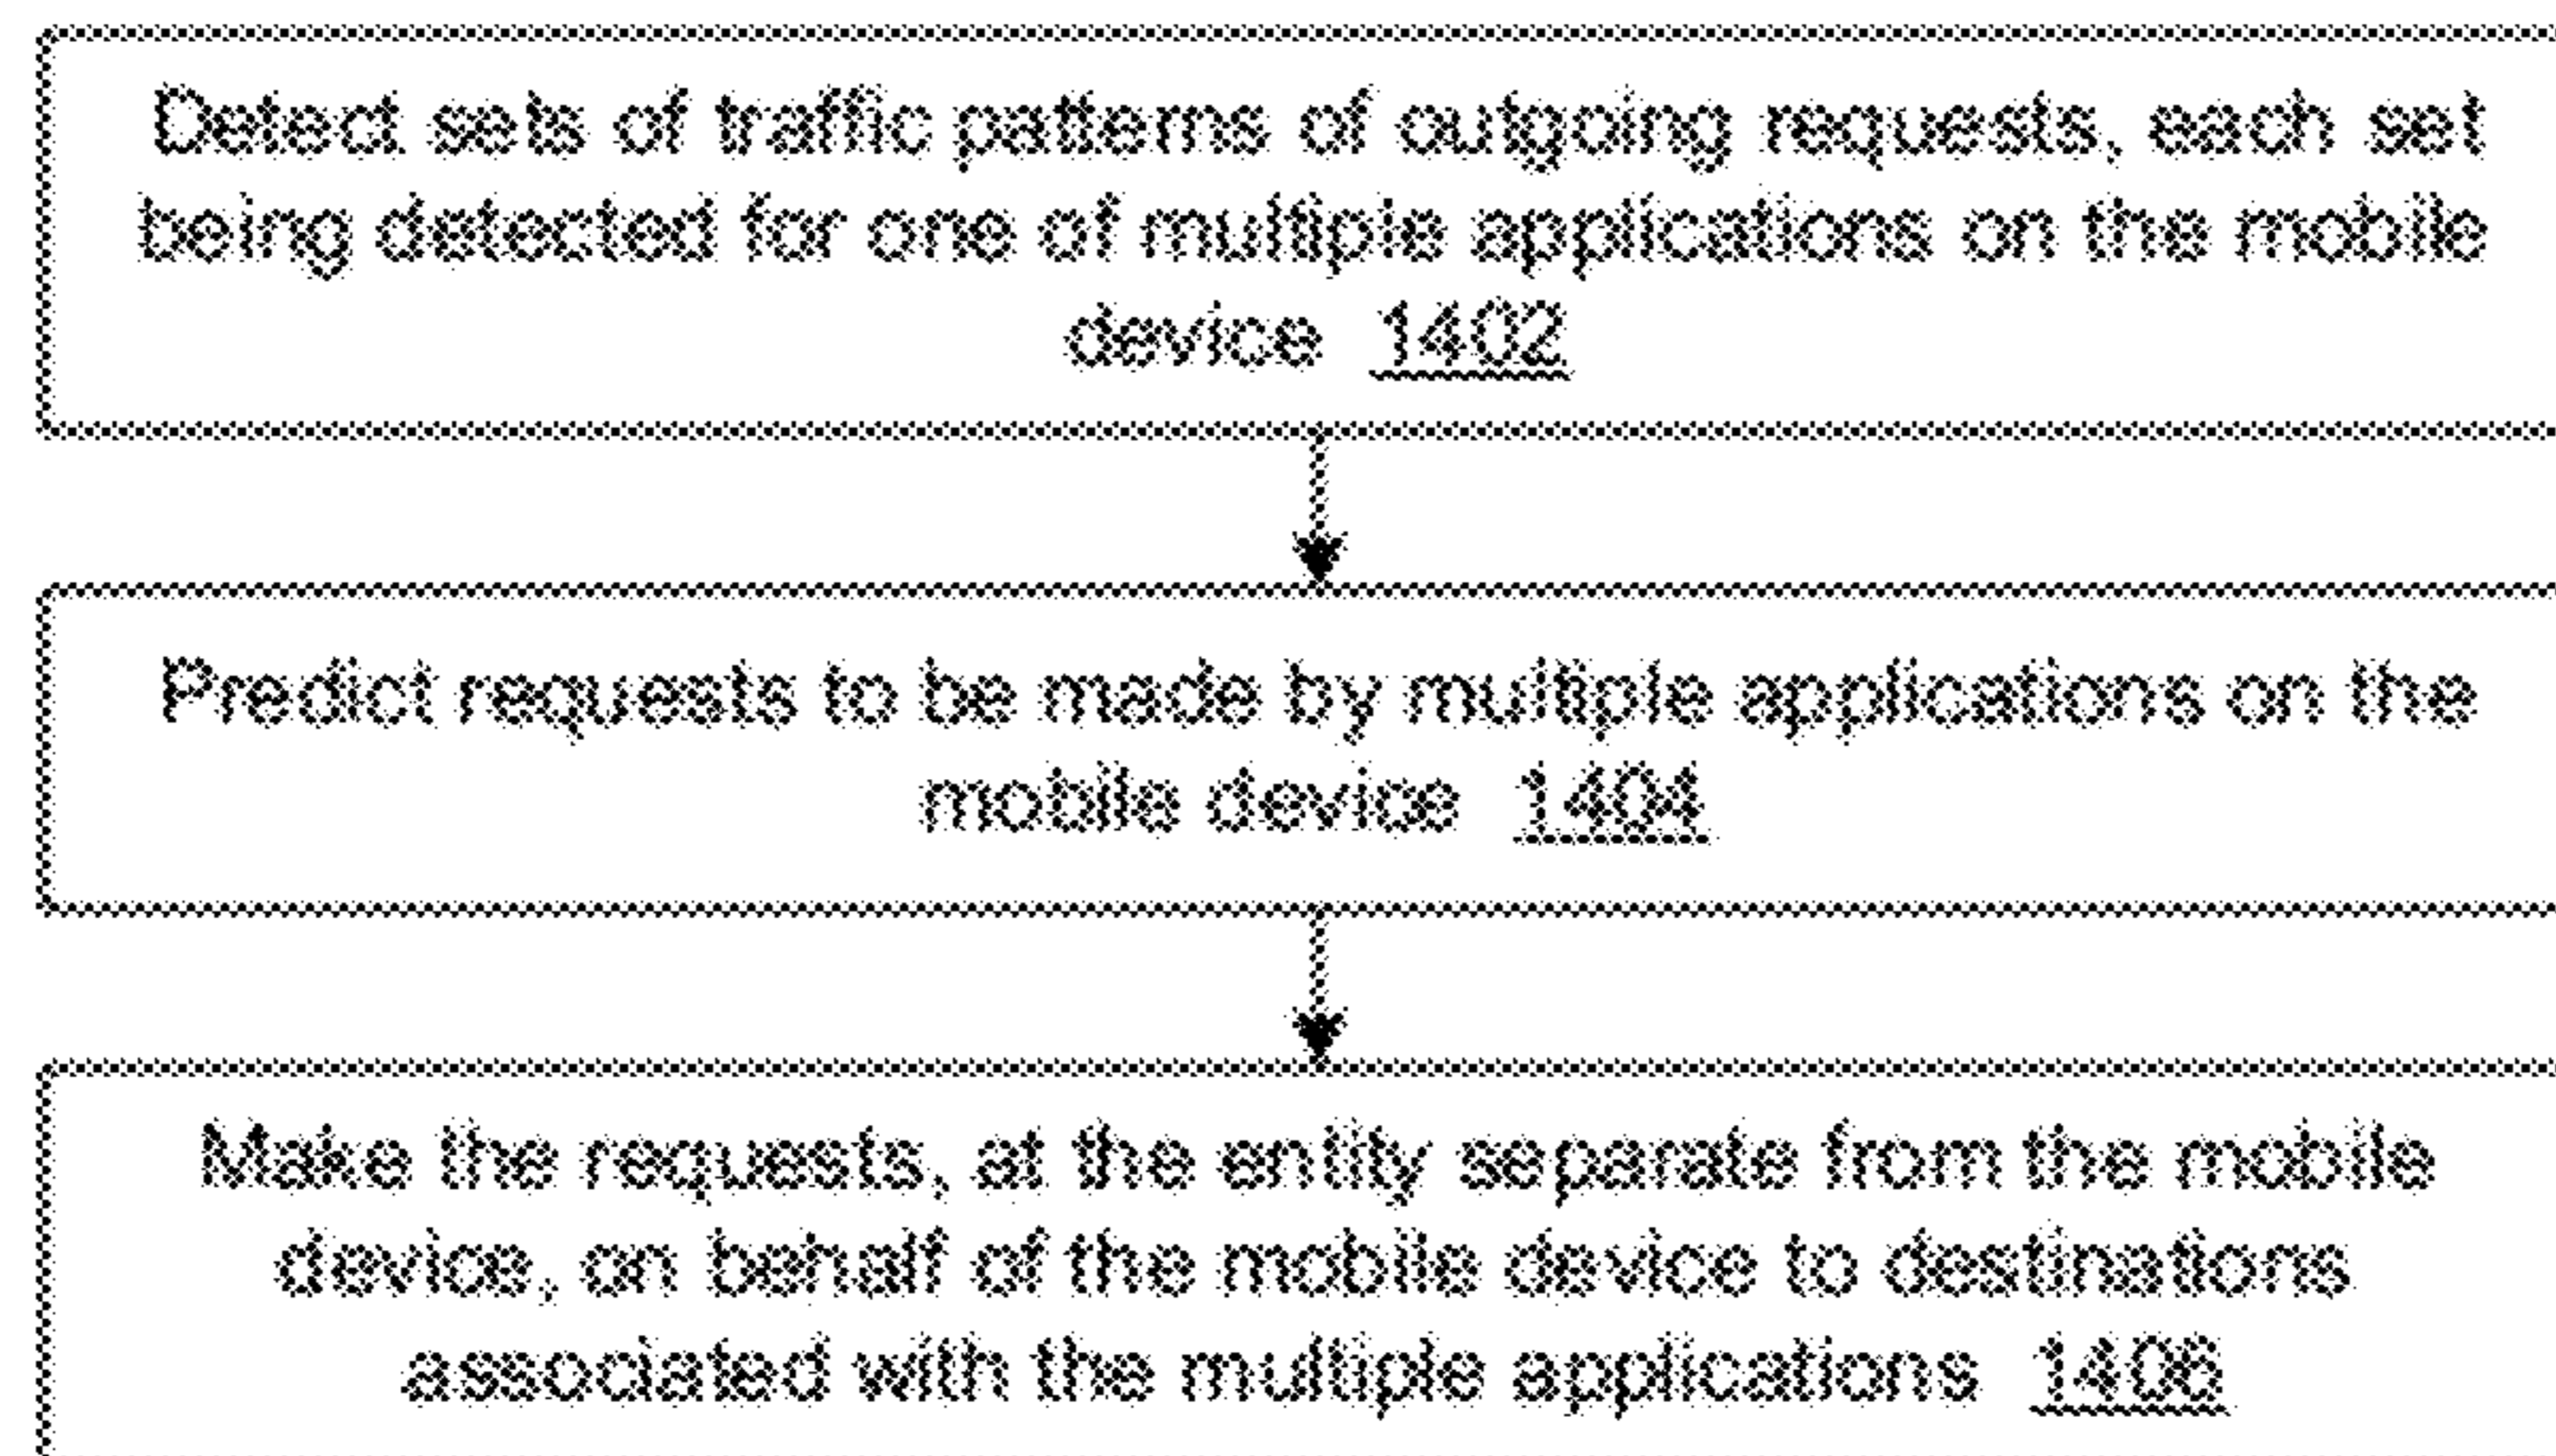 Detect sets of traffic patterns of outgoing requests, each set
being detected for one of multiple applications on the mobile
device 1402
Predict requests to be made by multiple applications on the
mobile device 1404
Make the requests, at the entity separate from the mobile
device, on behalf of the mobile device to destinations
associated with the multiple applications 1406